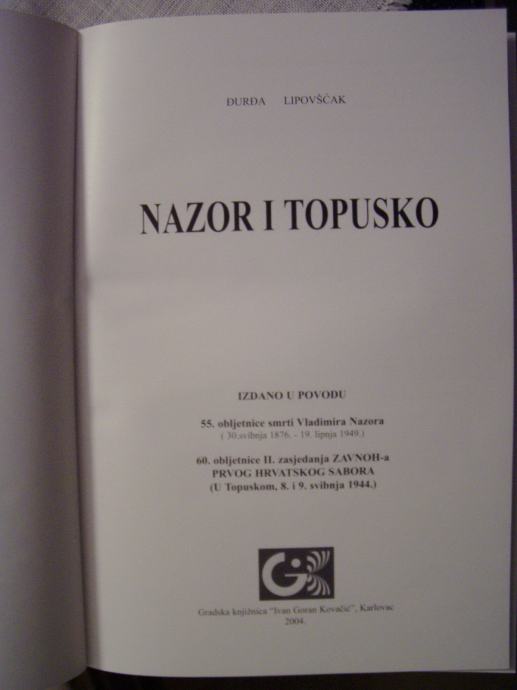 ĐURĐA LIPOVŠĆAK
NAZOR I TOPUSKO
IZDANO U POVODU
55. obljetnice smrti Vladimira Nazora
( 30.svibnja 1876. - 19. lipnja 1949.)
60. obljetnice II. zasjedanja ZAVNOH-a
PRVOG HRVATSKOG SABORA
(U Topuskom, 8. i 9. svibnja 1944.)
Gradska knjižnica "Ivan Goran Kovačić", Karlovac
2004.